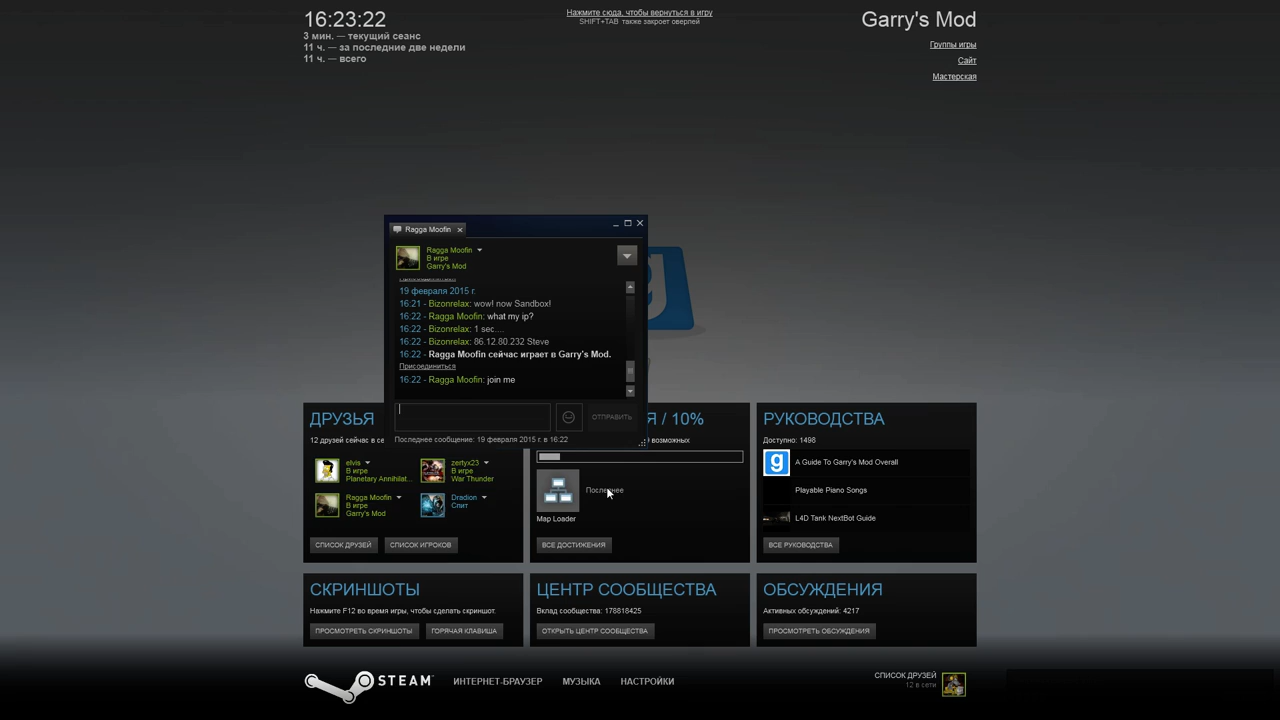 16:23:22
3 мин. — текущий сеанс
11 ч. — за последние две недели
11 ч. — всего
Нажмите сюда, чтобы вернуться в игру
SHIFT+TAB также закроет оверлей
Garry's Mod
Группы игры
Сайт
Мастерская
Ragga Moofin
Ragga Moofin
В игре
Garry's Mod
19 февраля 2015 г.
16:21 - Bizonrelax: wow! now Sandbox!
16:22 - Ragga Moofin: what my ip?
16:22 - Bizonrelax: 1 sec....
16:22 - Bizonrelax: 86.12.80.232 Steve
16:22 - Ragga Moofin сейчас играет в Garry's Mod.
Присоединиться
16:22 - Ragga Moofin: join me
ОТПРАВИТЬ
Последнее сообщение: 19 февраля 2015 г. в 16:22
ДРУЗЬЯ
12 друзей сейчас в се
elvis
В игре
Planetary Annihilat...
zertyx23
В игре
War Thunder
Ragga Moofin
В игре
Garry's Mod
Dradion
Спит
СПИСОК ДРУЗЕЙ
СПИСОК ИГРОКОВ
Я / 10%
возможных
Последнее
Map Loader
ВСЕ ДОСТИЖЕНИЯ
РУКОВОДСТВА
Доступно: 1498
A Guide To Garry's Mod Overall
Playable Piano Songs
L4D Tank NextBot Guide
ВСЕ РУКОВОДСТВА
СКРИНШОТЫ
Нажмите F12 во время игры, чтобы сделать скриншот.
ПРОСМОТРЕТЬ СКРИНШОТЫ
ГОРЯЧАЯ КЛАВИША
ЦЕНТР СООБЩЕСТВА
Вклад сообщества: 178818425
ОТКРЫТЬ ЦЕНТР СООБЩЕСТВА
ОБСУЖДЕНИЯ
Активных обсуждений: 4217
ПРОСМОТРЕТЬ ОБСУЖДЕНИЯ
STEAM
ИНТЕРНЕТ-БРАУЗЕР
МУЗЫКА
НАСТРОЙКИ
СПИСОК ДРУЗЕЙ
12 в сети